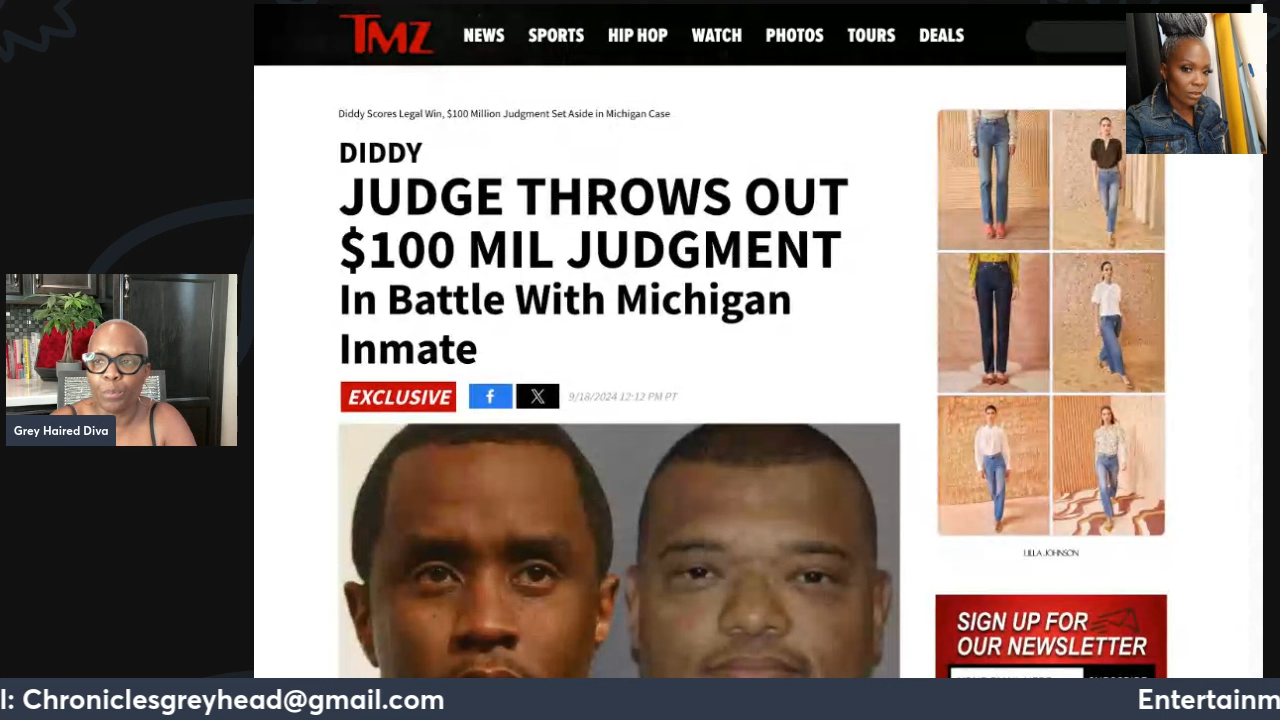 TMZ
NEWS SPORTS HIP HOP WATCH PHOTOS TOURS DEALS
Diddy Scores Legal Win, $100 Million Judgment Set Aside in Michigan Case
DIDDY
JUDGE THROWS OUT
$100 MIL JUDGMENT
In Battle With Michigan
Inmate
EXCLUSIVE
f
X
9/18/2024 12:12 PM PT
Grey Haired Diva
SIGN UP FOR
OUR NEWSLETTER
l: Chroniclesgreyhead@gmail.com
Entertainm